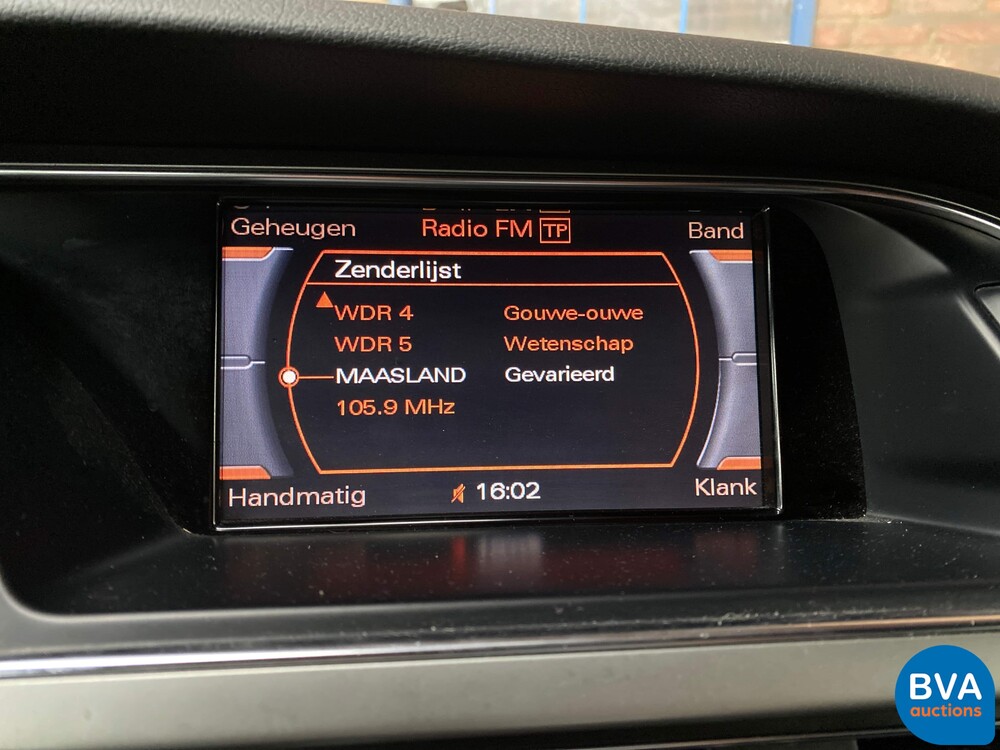 Geheugen Radio FM TP Band
Zenderlijst
WDR 4 Gouwe-ouwe
WDR 5 Wetenschap
MAASLAND Gevarieerd
105.9 MHz
Handmatig 16:02 Klank
BVA
auctions